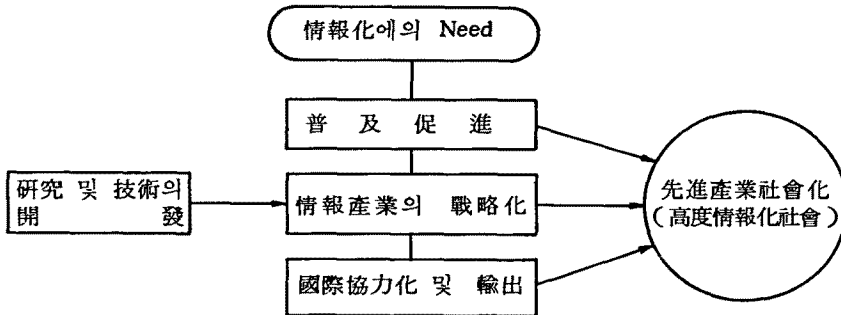 情報化에의 Need
普及促進
研究 및 技術의
開發
情報産業의 戰略化
先進産業社會化
(高度情報化社會)
國際協力化 및 輸出